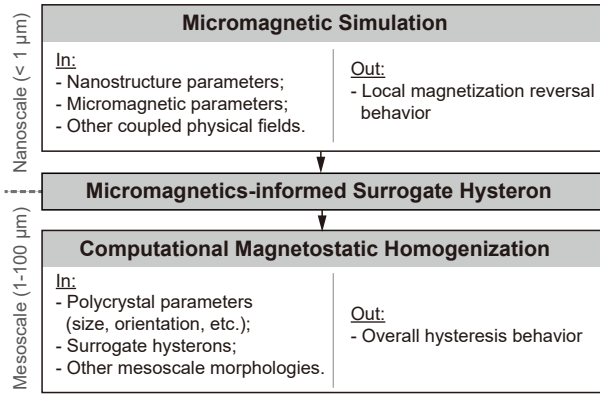 Nanoscale (< 1 µm)
Micromagnetic Simulation
In:
- Nanostructure parameters;
- Micromagnetic parameters;
- Other coupled physical fields.
Out:
- Local magnetization reversal
behavior
Micromagnetics-informed Surrogate Hysteron
Mesoscale (1-100 µm)
Computational Magnetostatic Homogenization
In:
- Polycrystal parameters
(size, orientation, etc.);
- Surrogate hysterons;
- Other mesoscale morphologies.
Out:
- Overall hysteresis behavior